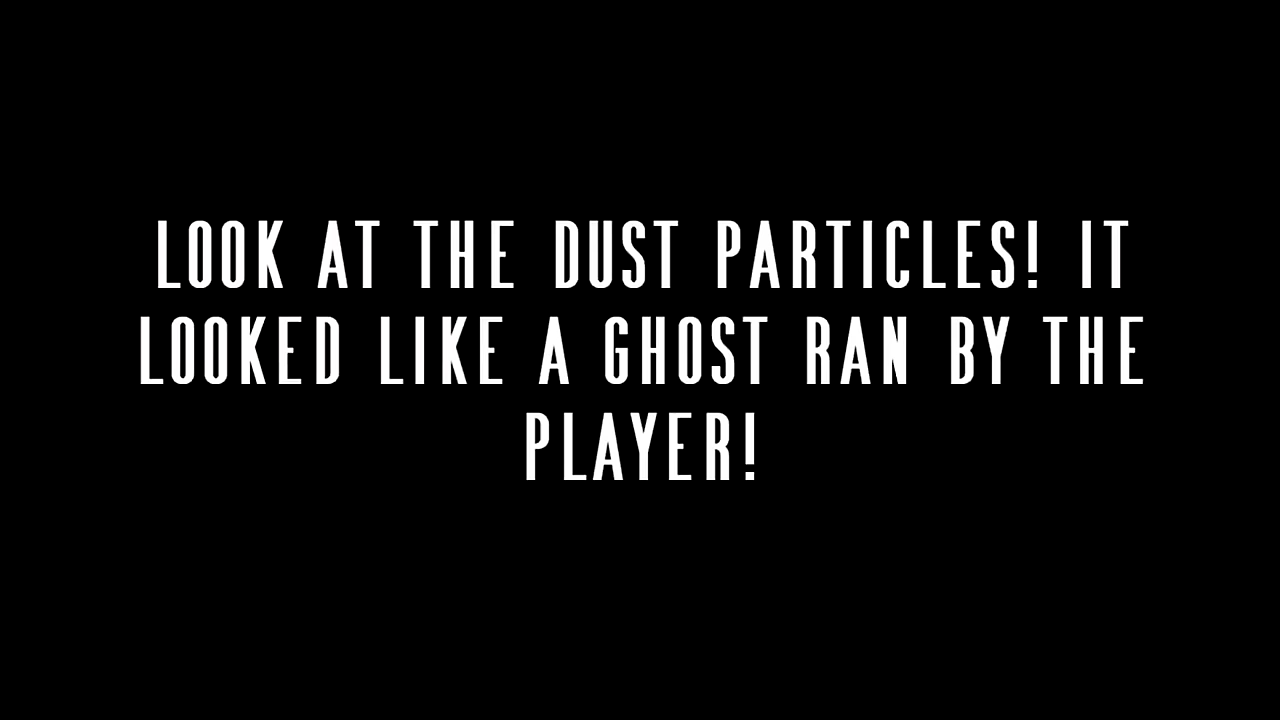 LOOK AT THE DUST PARTICLES! IT
LOOKED LIKE A GHOST RAN BY THE
PLAYER!